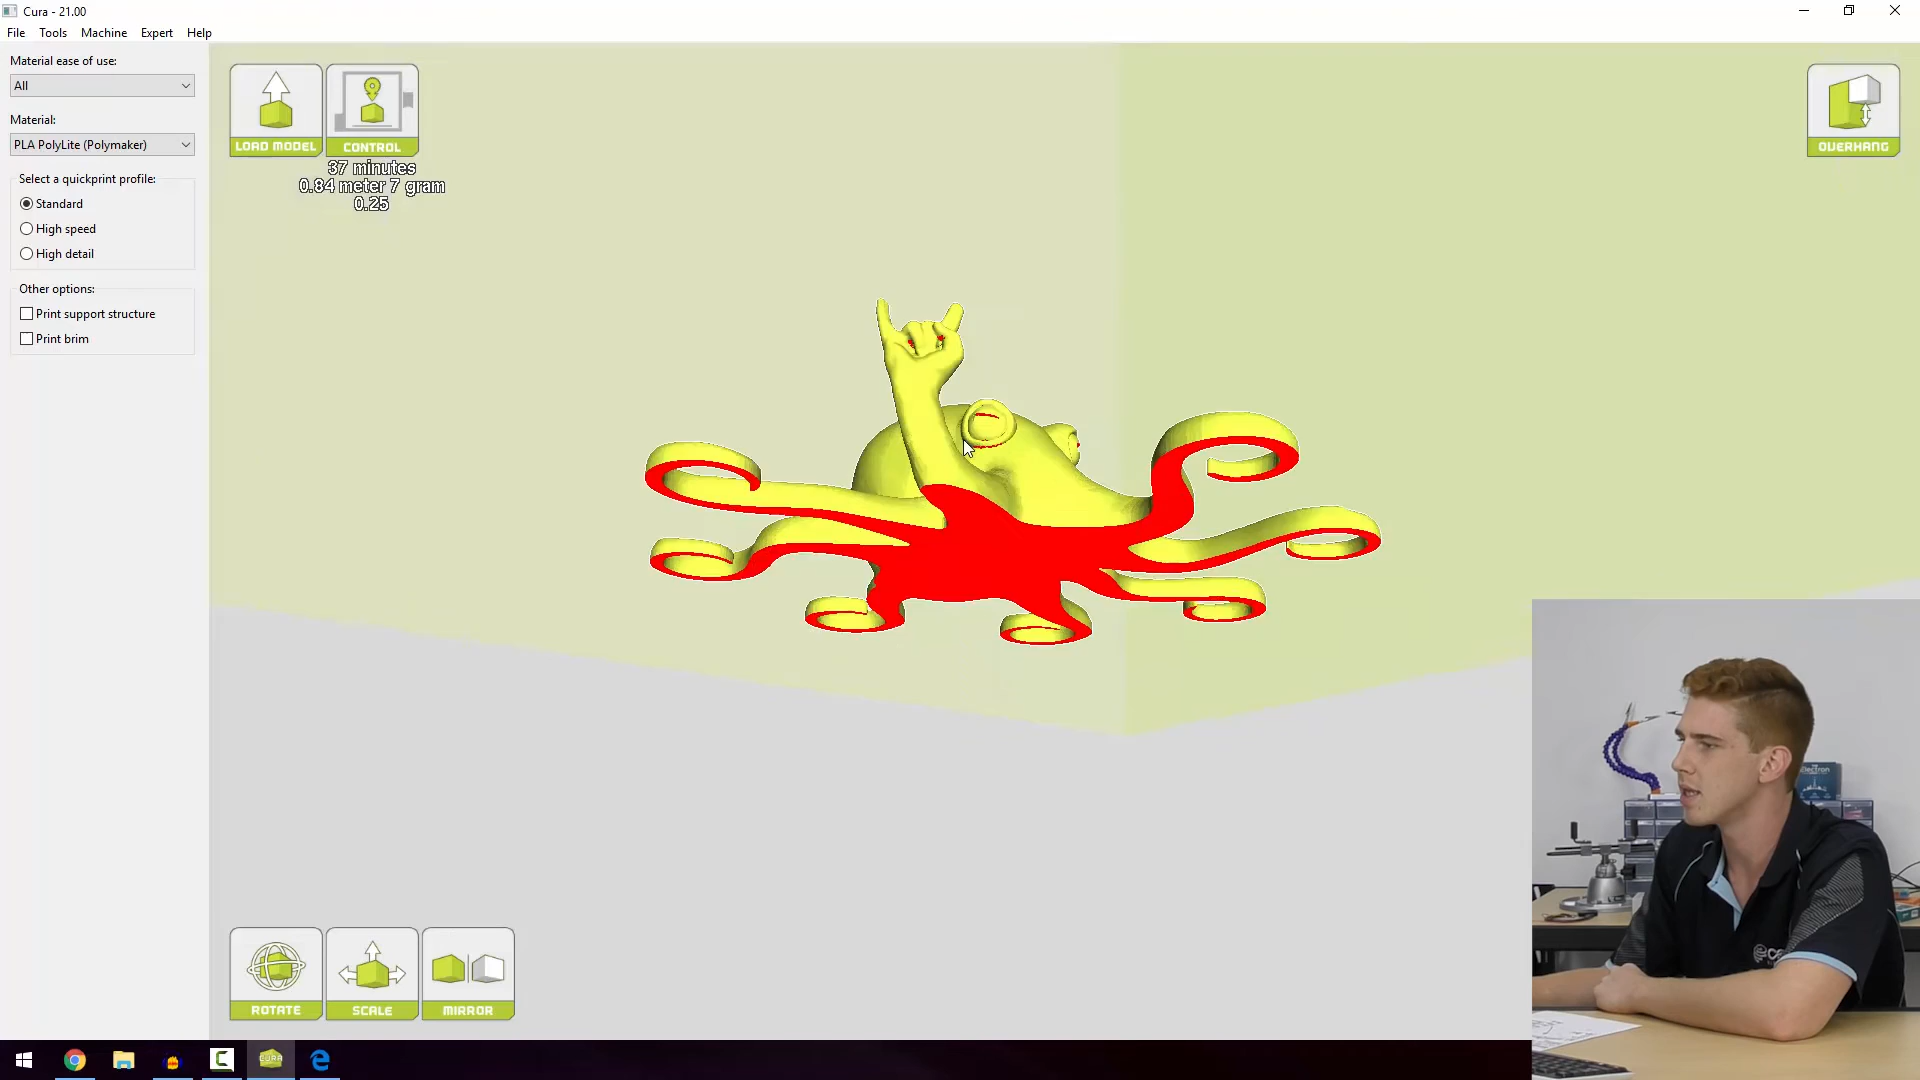 Cura - 21.00
File Tools Machine Expert Help
Material ease of use:
All
Material:
PLA PolyLite (Polymaker)
Select a quickprint profile:
Standard
High speed
High detail
Other options:
Print support structure
Print brim
LOAD MODEL
CONTROL
37 minutes
0.84 meter 7 gram
0.25
OVERHANG
ROTATE
SCALE
MIRROR
CURA
Electron